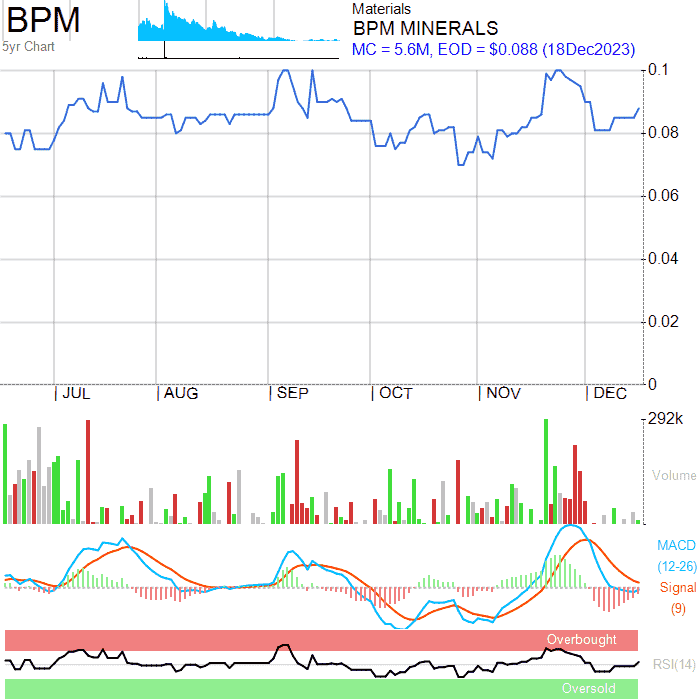 BPM
5yr Chart
Materials
BPM MINERALS
MC = 5.6M, EOD = $0.088 (18Dec2023)
0.1
0.08
0.06
0.04
0.02
0
| JUL | AUG | SEP | OCT | NOV | DEC
292k
Volume
MACD
(12-26)
Signal
(9)
Overbought
RSI(14)
Oversold